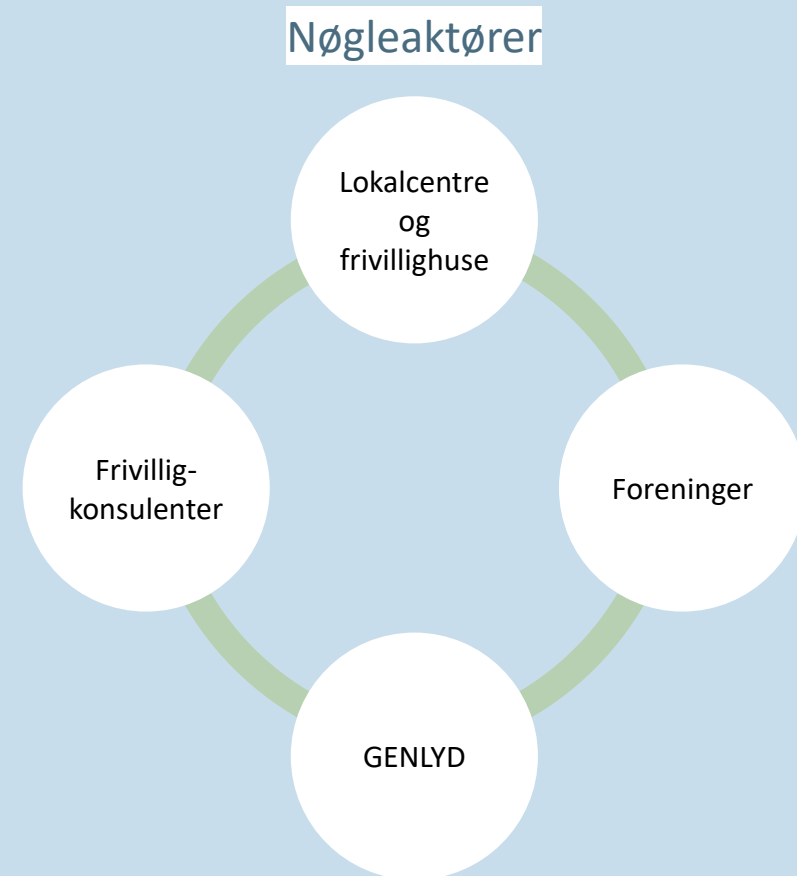 Nøgleaktører
Lokalcentre
og
frivillighuse
Frivillig-
konsulenter
Foreninger
GENLYD